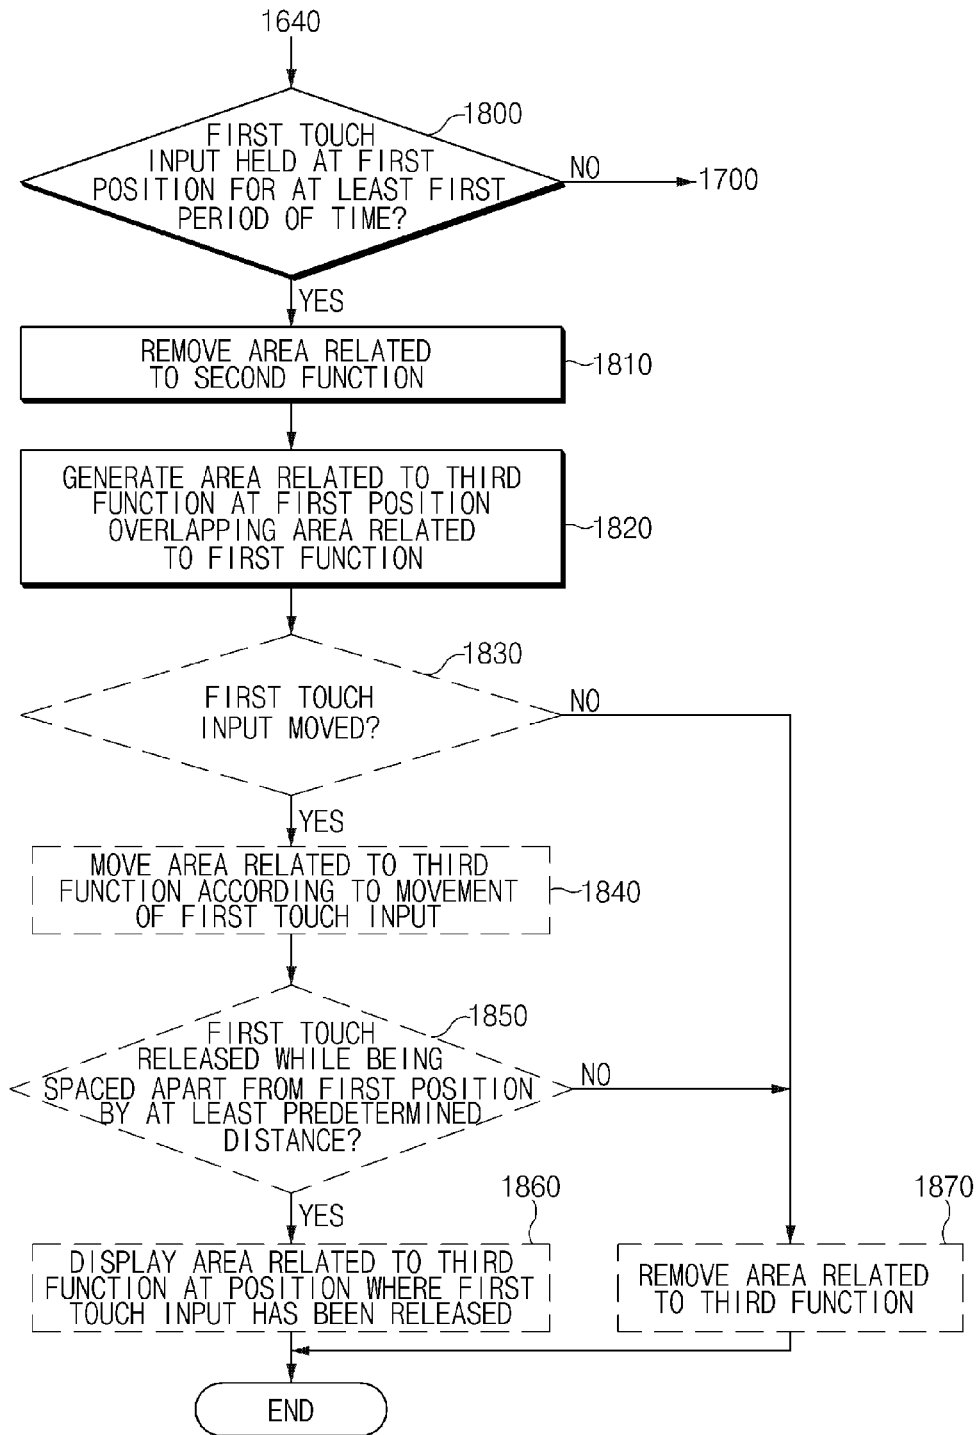 1640
1800
FIRST TOUCH
INPUT HELD AT FIRST
POSITION FOR AT LEAST FIRST
PERIOD OF TIME?
NO
1700
YES
REMOVE AREA RELATED
TO SECOND FUNCTION
1810
GENERATE AREA RELATED TO THIRD
FUNCTION AT FIRST POSITION
OVERLAPPING AREA RELATED
TO FIRST FUNCTION
1820
1830
FIRST TOUCH
INPUT MOVED?
NO
YES
MOVE AREA RELATED TO THIRD
FUNCTION ACCORDING TO MOVEMENT
OF FIRST TOUCH INPUT
1840
1850
FIRST TOUCH
RELEASED WHILE BEING
SPACED APART FROM FIRST POSITION
BY AT LEAST PREDETERMINED
DISTANCE?
NO
YES
1860
DISPLAY AREA RELATED TO THIRD
FUNCTION AT POSITION WHERE FIRST
TOUCH INPUT HAS BEEN RELEASED
1870
REMOVE AREA RELATED
TO THIRD FUNCTION
END